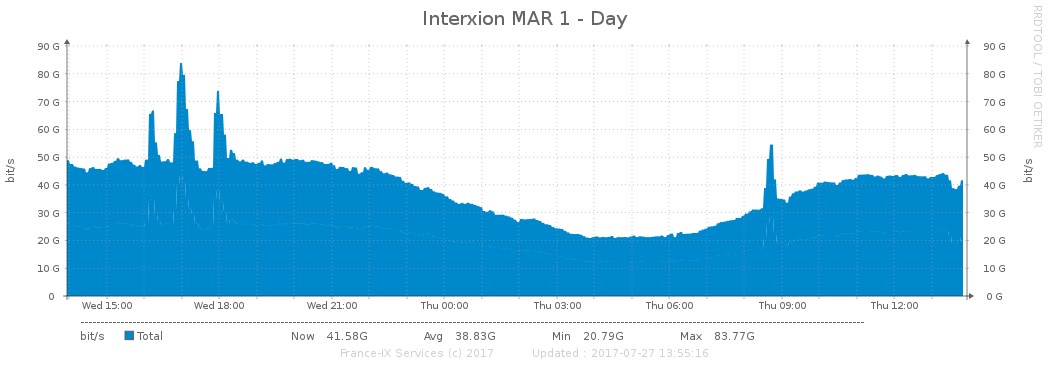 Interxion MAR 1 - Day
RRDTOOL / TOBI OETIKER
bit/s
90 G 90 G
80 G 80 G
70 G 70 G
60 G 60 G
50 G 50 G
40 G 40 G
30 G 30 G
20 G 20 G
10 G 10 G
0 0 G
bit/s
Wed 15:00 Wed 18:00 Wed 21:00 Thu 00:00 Thu 03:00 Thu 06:00 Thu 09:00 Thu 12:00
bit/s Total Now 41.58G Avg 38.83G Min 20.79G Max 83.77G
France-IX Services (c) 2017 Updated : 2017-07-27 13:55:16